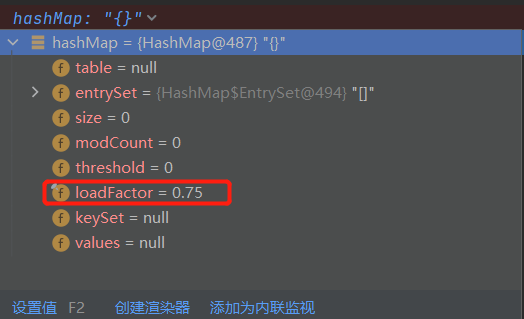 hashMap: "{}"
hashMap = {HashMap@487} "{}"
f table = null
f entrySet = {HashMap$EntrySet@494} "[]"
f size = 0
f modCount = 0
f threshold = 0
f loadFactor = 0.75
f keySet = null
f values = null
设置值 F2 创建渲染器 添加为内联监视